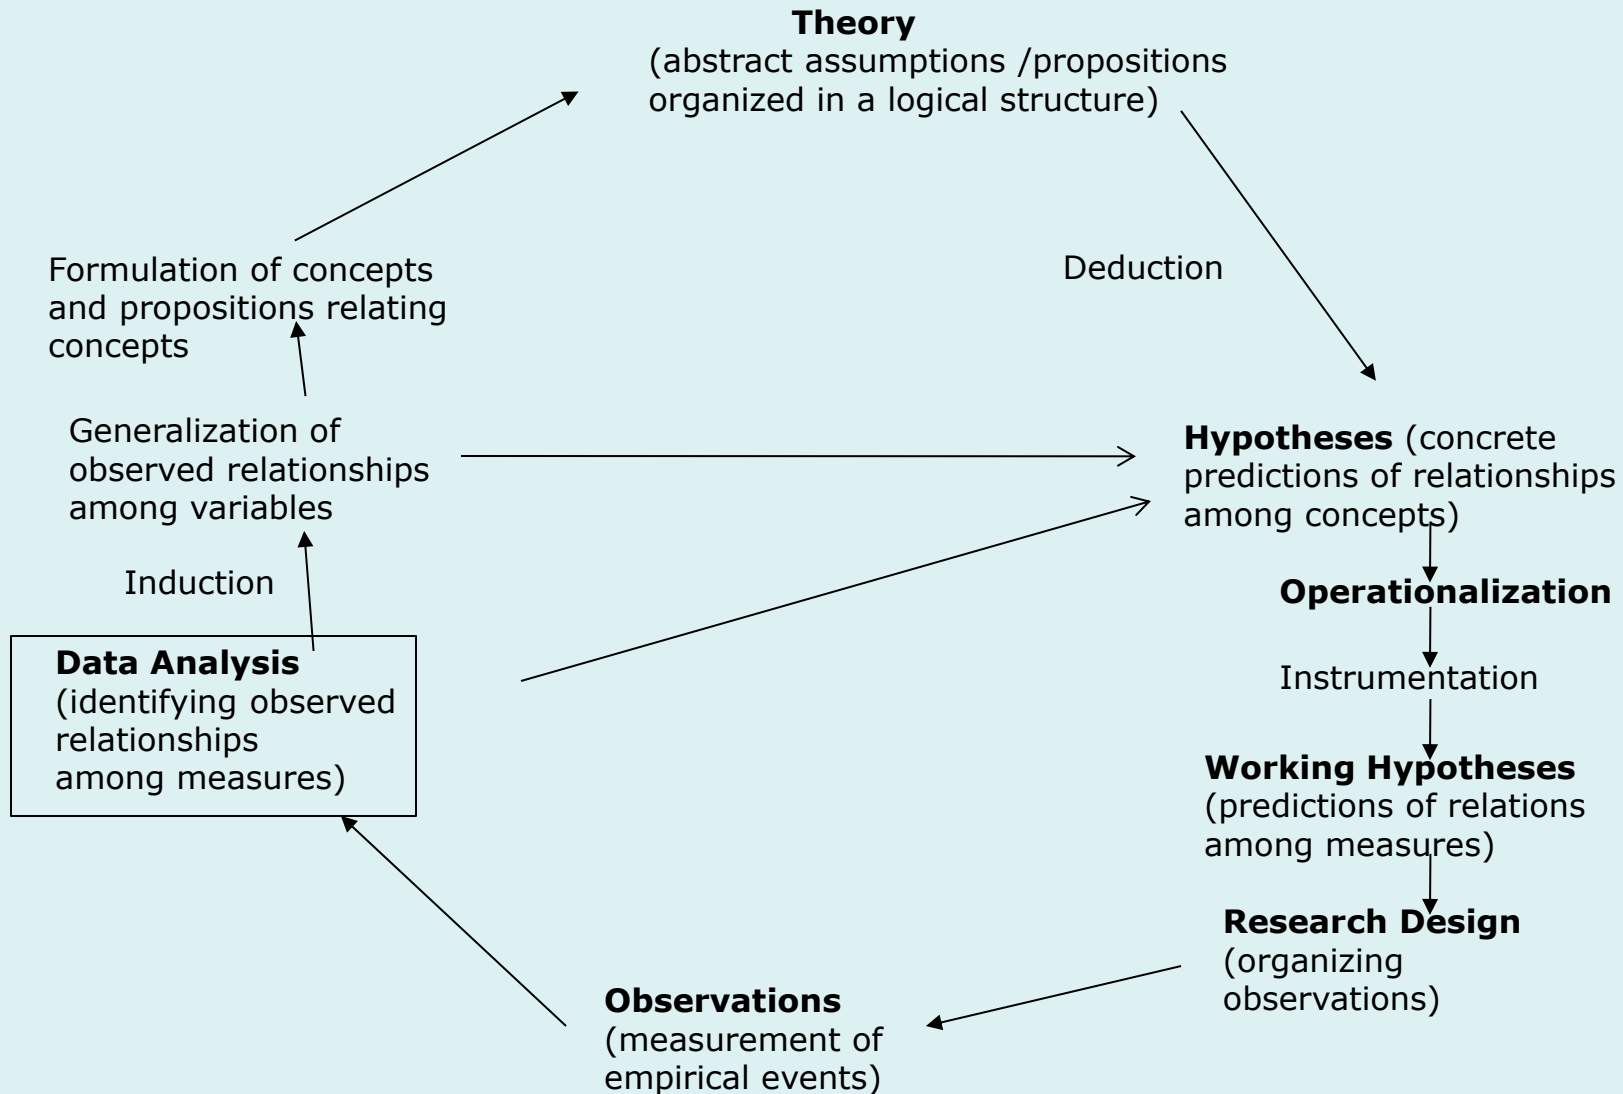 Theory
(abstract assumptions /propositions
organized in a logical structure)
Deduction
Formulation of concepts
and propositions relating
concepts
Generalization of
observed relationships
among variables
Hypotheses (concrete
predictions of relationships
among concepts)
Induction
Operationalization
Data Analysis
(identifying observed
relationships
among measures)
Instrumentation
Working Hypotheses
(predictions of relations
among measures)
Research Design
(organizing
observations)
Observations
(measurement of
empirical events)